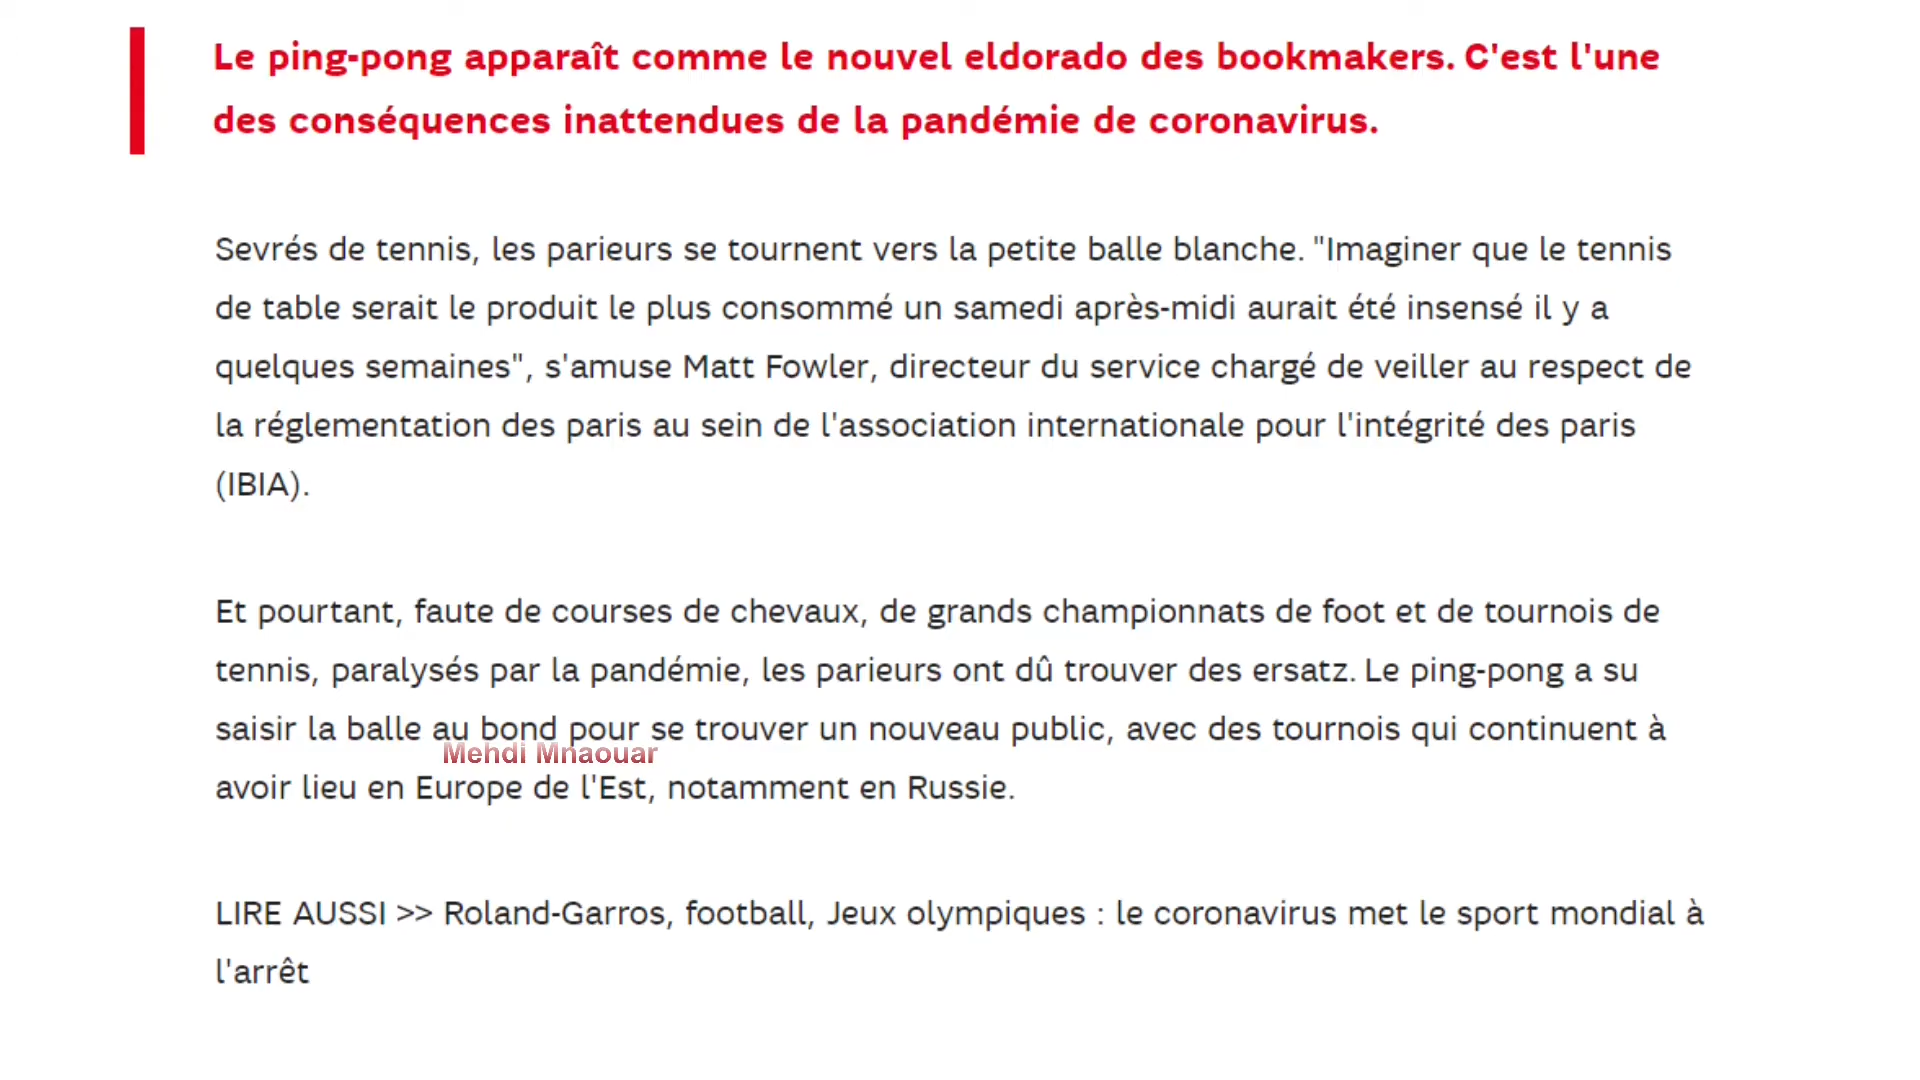 Le ping-pong apparaît comme le nouvel eldorado des bookmakers. C'est l'une
des conséquences inattendues de la pandémie de coronavirus.
Sevrés de tennis, les parieurs se tournent vers la petite balle blanche. "Imaginer que le tennis
de table serait le produit le plus consommé un samedi après-midi aurait été insensé il y a
quelques semaines", s'amuse Matt Fowler, directeur du service chargé de veiller au respect de
la réglementation des paris au sein de l'association internationale pour l'intégrité des paris
(IBIA).
Et pourtant, faute de courses de chevaux, de grands championnats de foot et de tournois de
tennis, paralysés par la pandémie, les parieurs ont dû trouver des ersatz. Le ping-pong a su
saisir la balle au bond pour se trouver un nouveau public, avec des tournois qui continuent à
Mehdi Mnaouar
avoir lieu en Europe de l'Est, notamment en Russie.
LIRE AUSSI >> Roland-Garros, football, Jeux olympiques : le coronavirus met le sport mondial à
l'arrêt